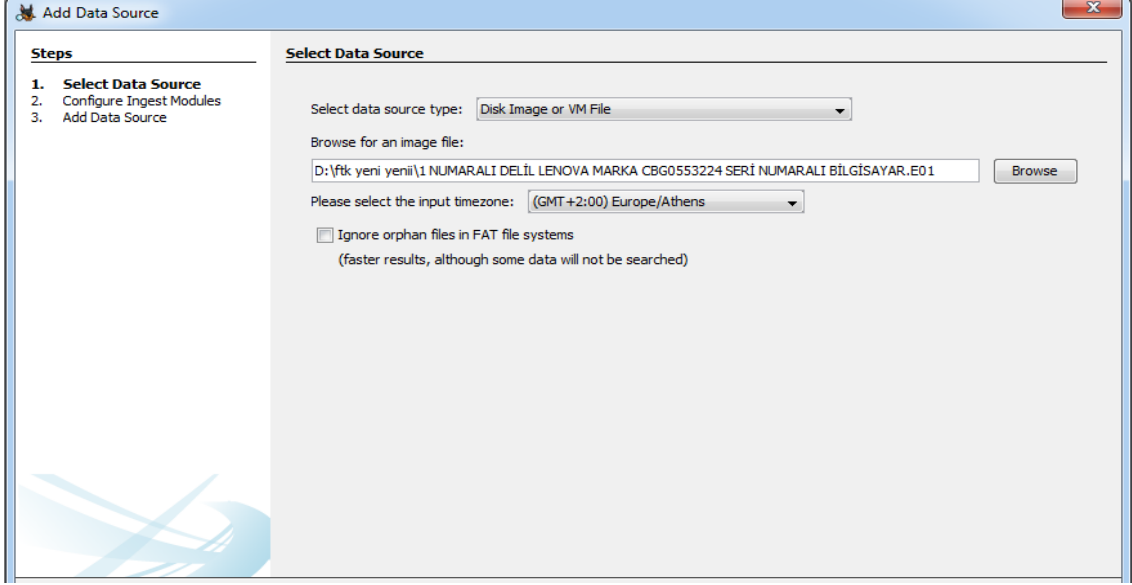 Add Data Source
Steps
1. Select Data Source
2. Configure Ingest Modules
3. Add Data Source
Select Data Source
Select data source type: Disk Image or VM File
Browse for an image file:
D:\ftk yeni yenii\1 NUMARALI DELİL LENOVA MARKA CBG0553224 SERİ NUMARALI BİLGİSAYAR.E01 Browse
Please select the input timezone: (GMT+2:00) Europe/Athens
Ignore orphan files in FAT file systems
(faster results, although some data will not be searched)